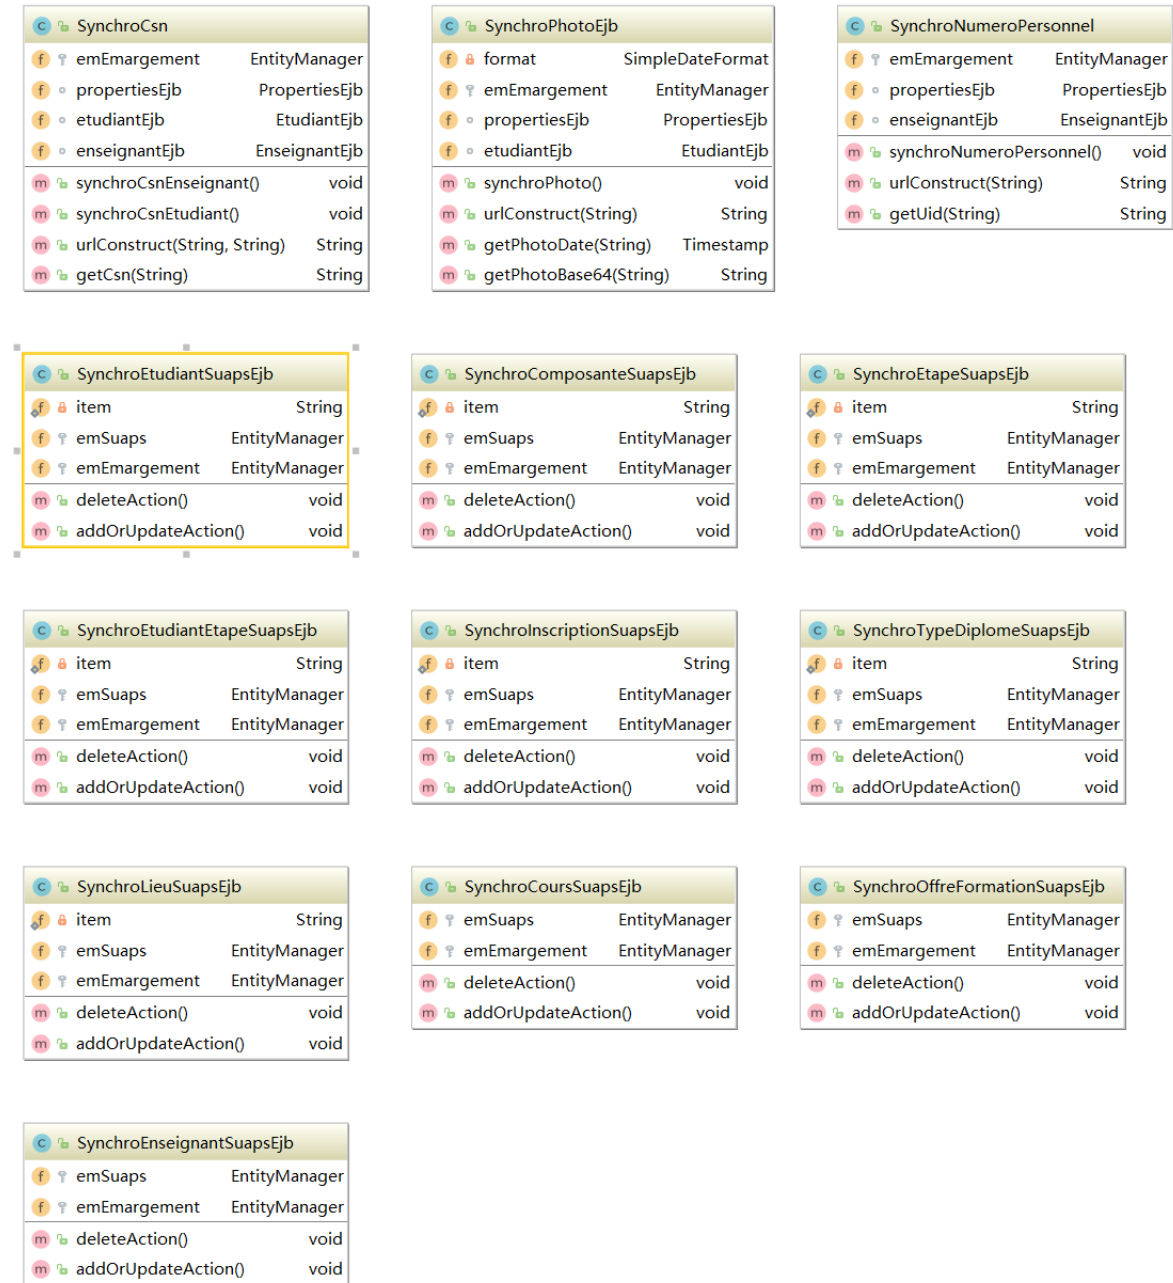 SynchroCsn
emEmargement EntityManager
propertiesEjb PropertiesEjb
etudiantEjb EtudiantEjb
enseignantEjb EnseignantEjb
synchroCsnEnseignant() void
synchroCsnEtudiant() void
urlConstruct(String, String) String
getCsn(String) String
SynchroPhotoEjb
format SimpleDateFormat
emEmargement EntityManager
propertiesEjb PropertiesEjb
etudiantEjb EtudiantEjb
synchroPhoto() void
urlConstruct(String) String
getPhotoDate(String) Timestamp
getPhotoBase64(String) String
SynchroNumeroPersonnel
emEmargement EntityManager
propertiesEjb PropertiesEjb
enseignantEjb EnseignantEjb
synchroNumeroPersonnel() void
urlConstruct(String) String
getUid(String) String
SynchroEtudiantSuapsEjb
item String
emSuaps EntityManager
emEmargement EntityManager
deleteAction() void
addOrUpdateAction() void
SynchroComposanteSuapsEjb
item String
emSuaps EntityManager
emEmargement EntityManager
deleteAction() void
addOrUpdateAction() void
SynchroEtapeSuapsEjb
item String
emSuaps EntityManager
emEmargement EntityManager
deleteAction() void
addOrUpdateAction() void
SynchroEtudiantEtapeSuapsEjb
item String
emSuaps EntityManager
emEmargement EntityManager
deleteAction() void
addOrUpdateAction() void
SynchroInscriptionSuapsEjb
item String
emSuaps EntityManager
emEmargement EntityManager
deleteAction() void
addOrUpdateAction() void
SynchroTypeDiplomeSuapsEjb
item String
emSuaps EntityManager
emEmargement EntityManager
deleteAction() void
addOrUpdateAction() void
SynchroLieuSuapsEjb
item String
emSuaps EntityManager
emEmargement EntityManager
deleteAction() void
addOrUpdateAction() void
SynchroCoursSuapsEjb
emSuaps EntityManager
emEmargement EntityManager
deleteAction() void
addOrUpdateAction() void
SynchroOffreFormationSuapsEjb
emSuaps EntityManager
emEmargement EntityManager
deleteAction() void
addOrUpdateAction() void
SynchroEnseignantSuapsEjb
emSuaps EntityManager
emEmargement EntityManager
deleteAction() void
addOrUpdateAction() void